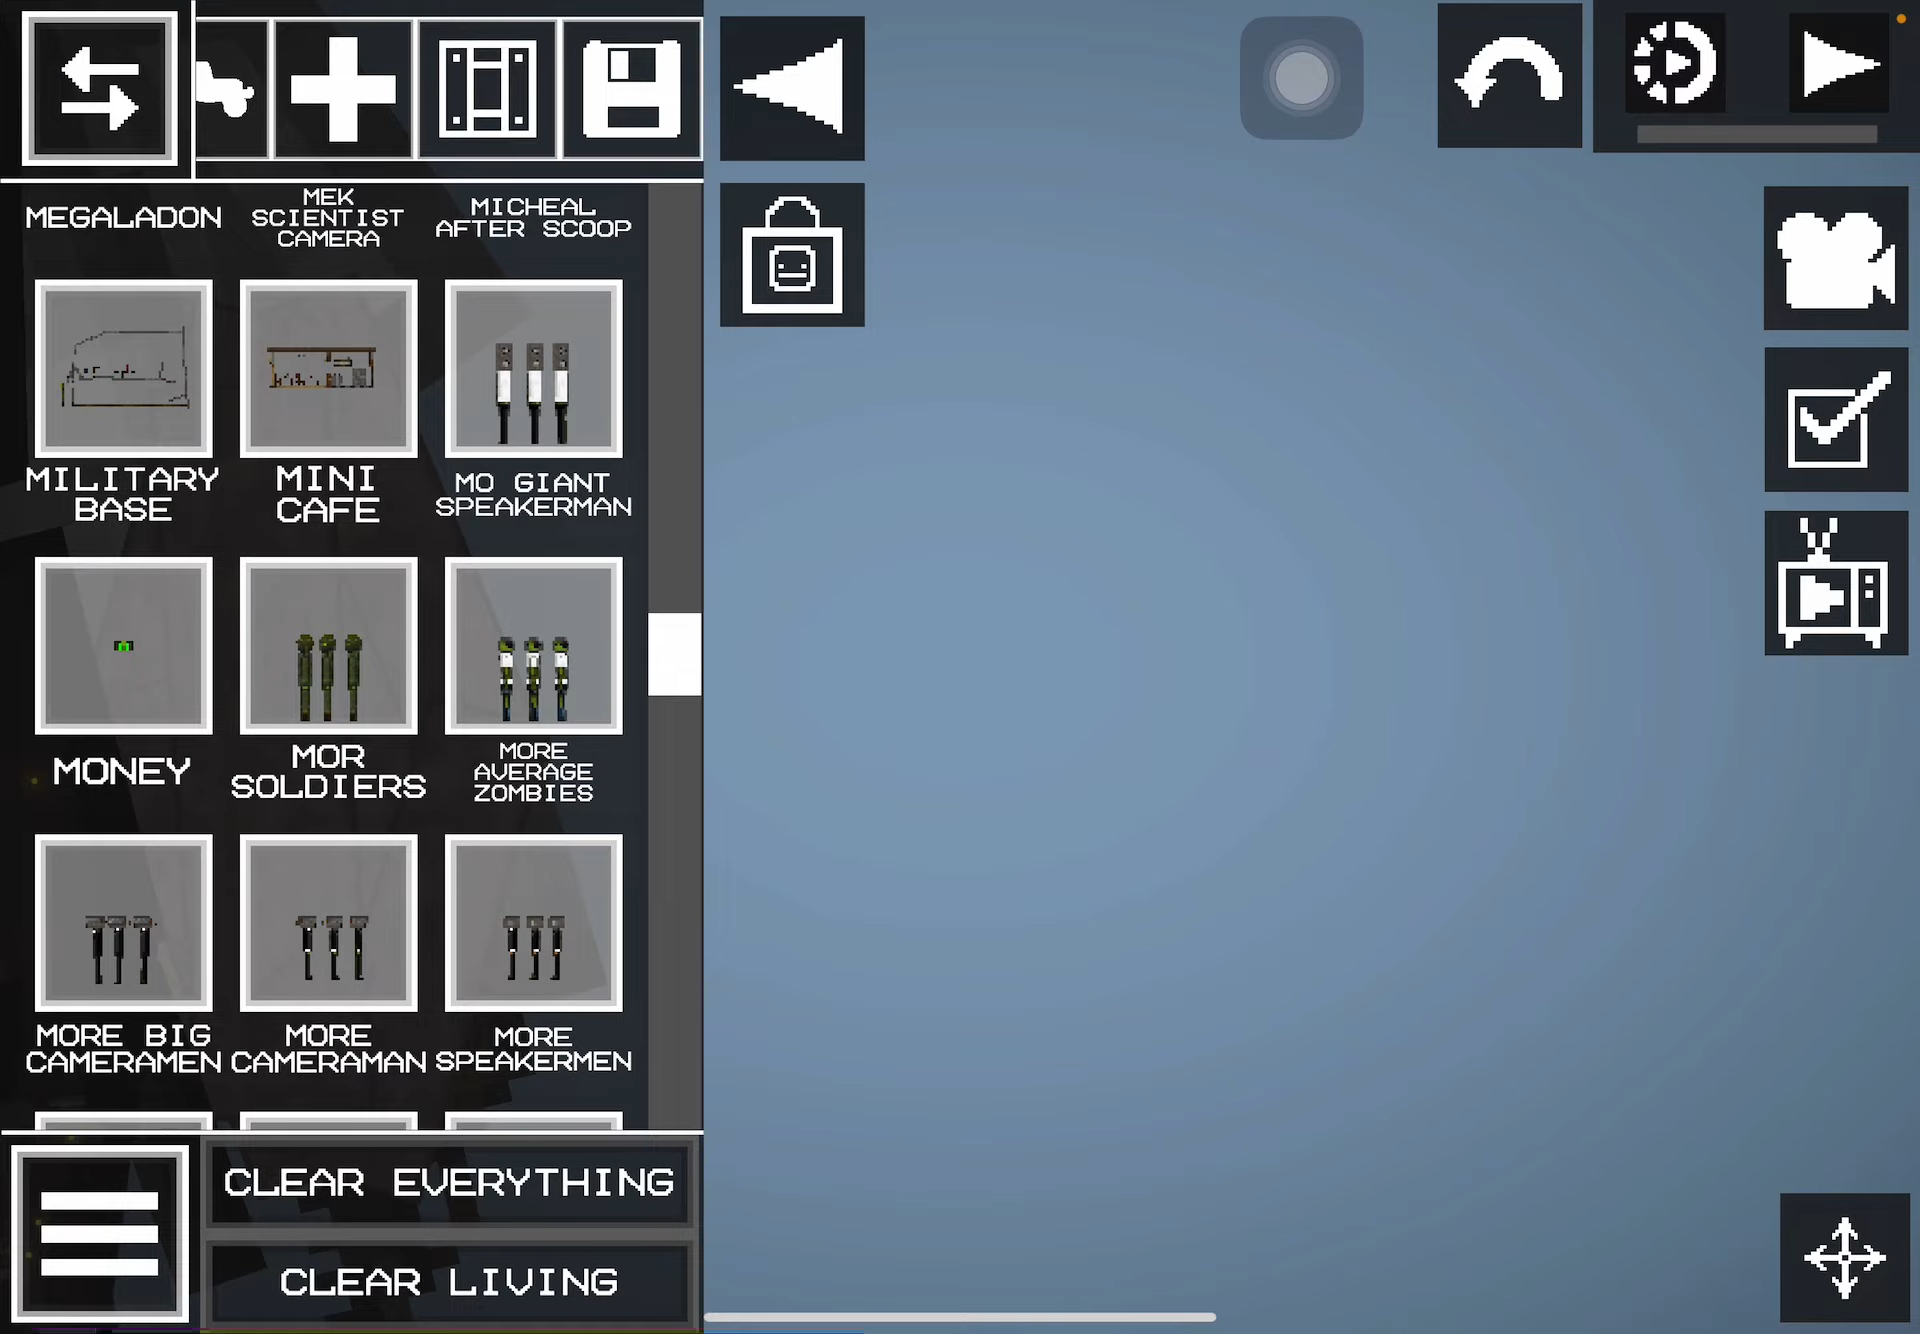 MEGALADON
MEK
SCIENTIST
CAMERA
MICHEAL
AFTER SCOOP
MILITARY
BASE
MINI
CAFE
MO GIANT
SPEAKERMAN
MONEY
MOR
SOLDIERS
MORE
AVERAGE
ZOMBIES
MORE BIG
CAMERAMEN
MORE
CAMERAMAN
MORE
SPEAKERMEN
CLEAR EVERYTHING
CLEAR LIVING